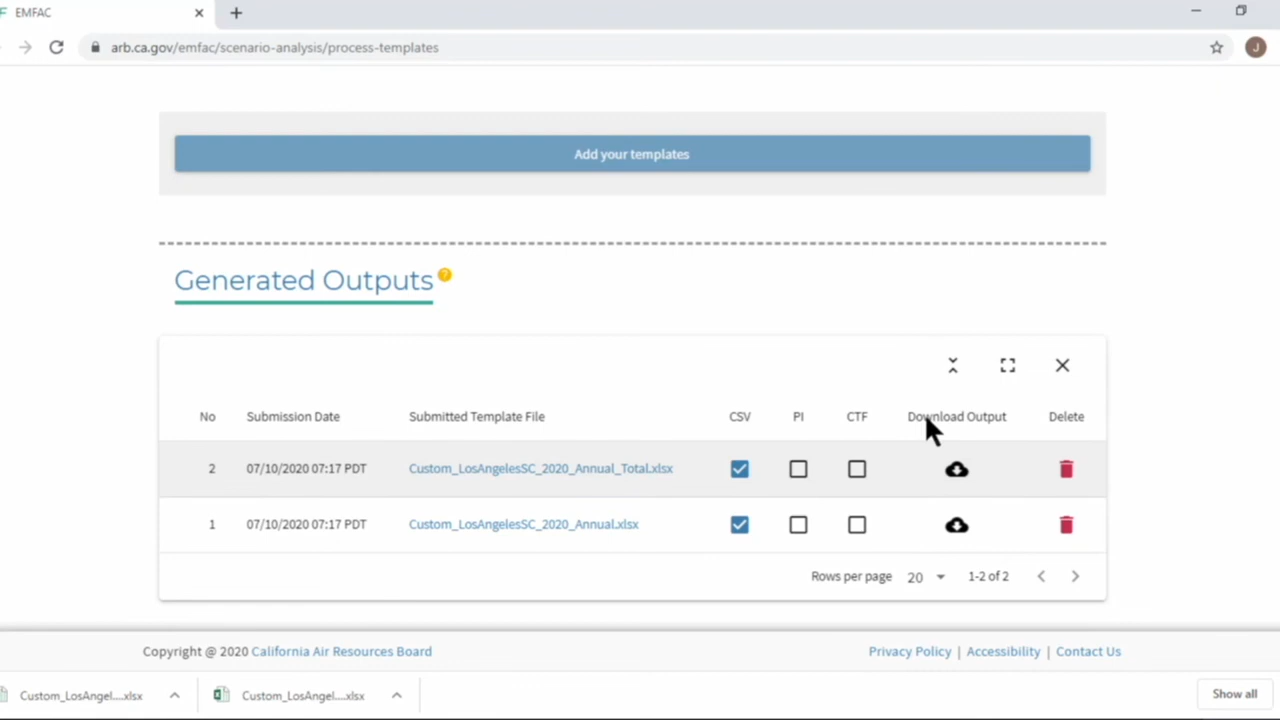 EMFAC
arb.ca.gov/emfac/scenario-analysis/process-templates
J
Add your templates
Generated Outputs ?
No Submission Date Submitted Template File CSV PI CTF Download Output Delete
2 07/10/2020 07:17 PDT Custom_LosAngelesSC_2020_Annual_Total.xlsx
1 07/10/2020 07:17 PDT Custom_LosAngelesSC_2020_Annual.xlsx
Rows per page 20 1-2 of 2
Copyright @ 2020 California Air Resources Board Privacy Policy | Accessibility | Contact Us
Custom_LosAngel....xlsx Custom_LosAngel....xlsx Show all